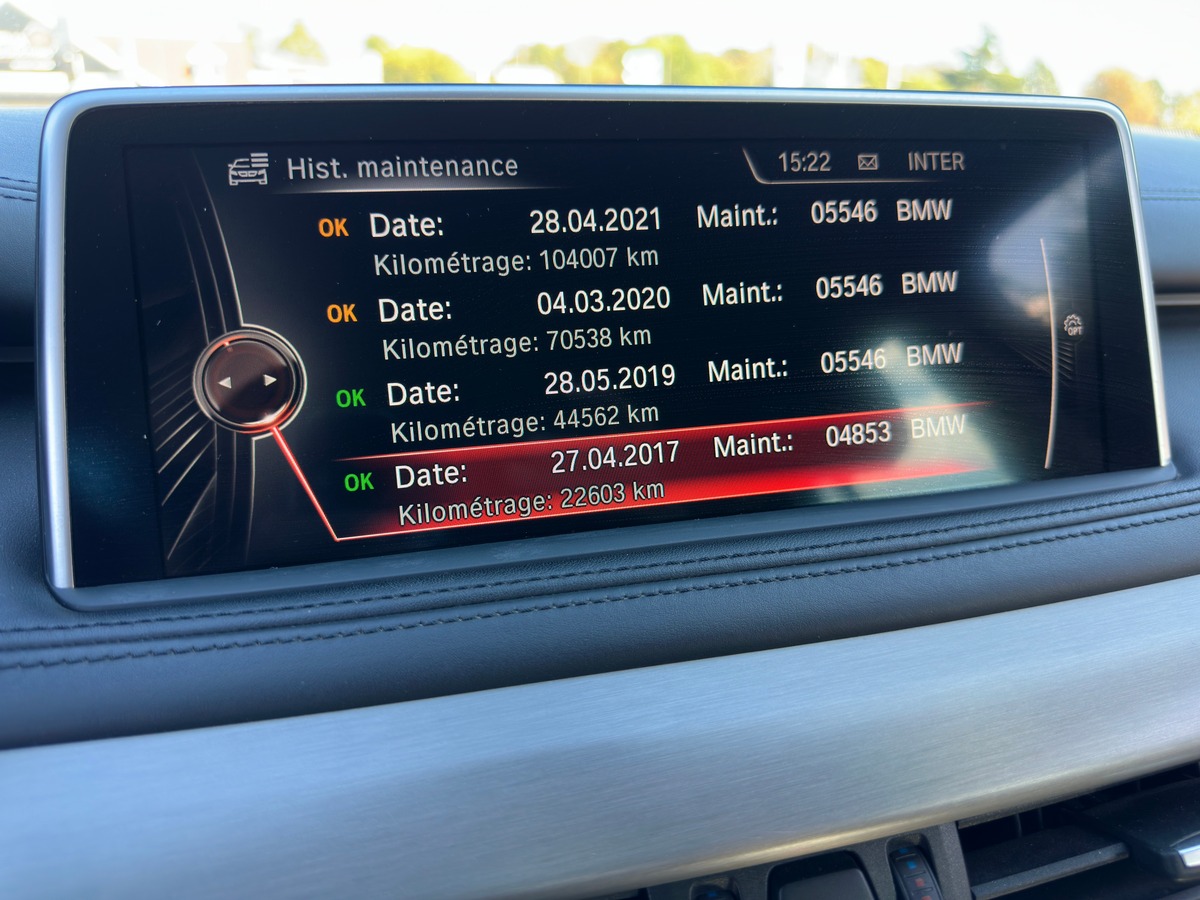 Hist. maintenance 15:22 INTER
OK Date: 28.04.2021 Maint.: 05546 BMW
Kilométrage: 104007 km
OK Date: 04.03.2020 Maint.: 05546 BMW
Kilométrage: 70538 km
OK Date: 28.05.2019 Maint.: 05546 BMW
Kilométrage: 44562 km
OK Date: 27.04.2017 Maint.: 04853 BMW
Kilométrage: 22603 km
OPT